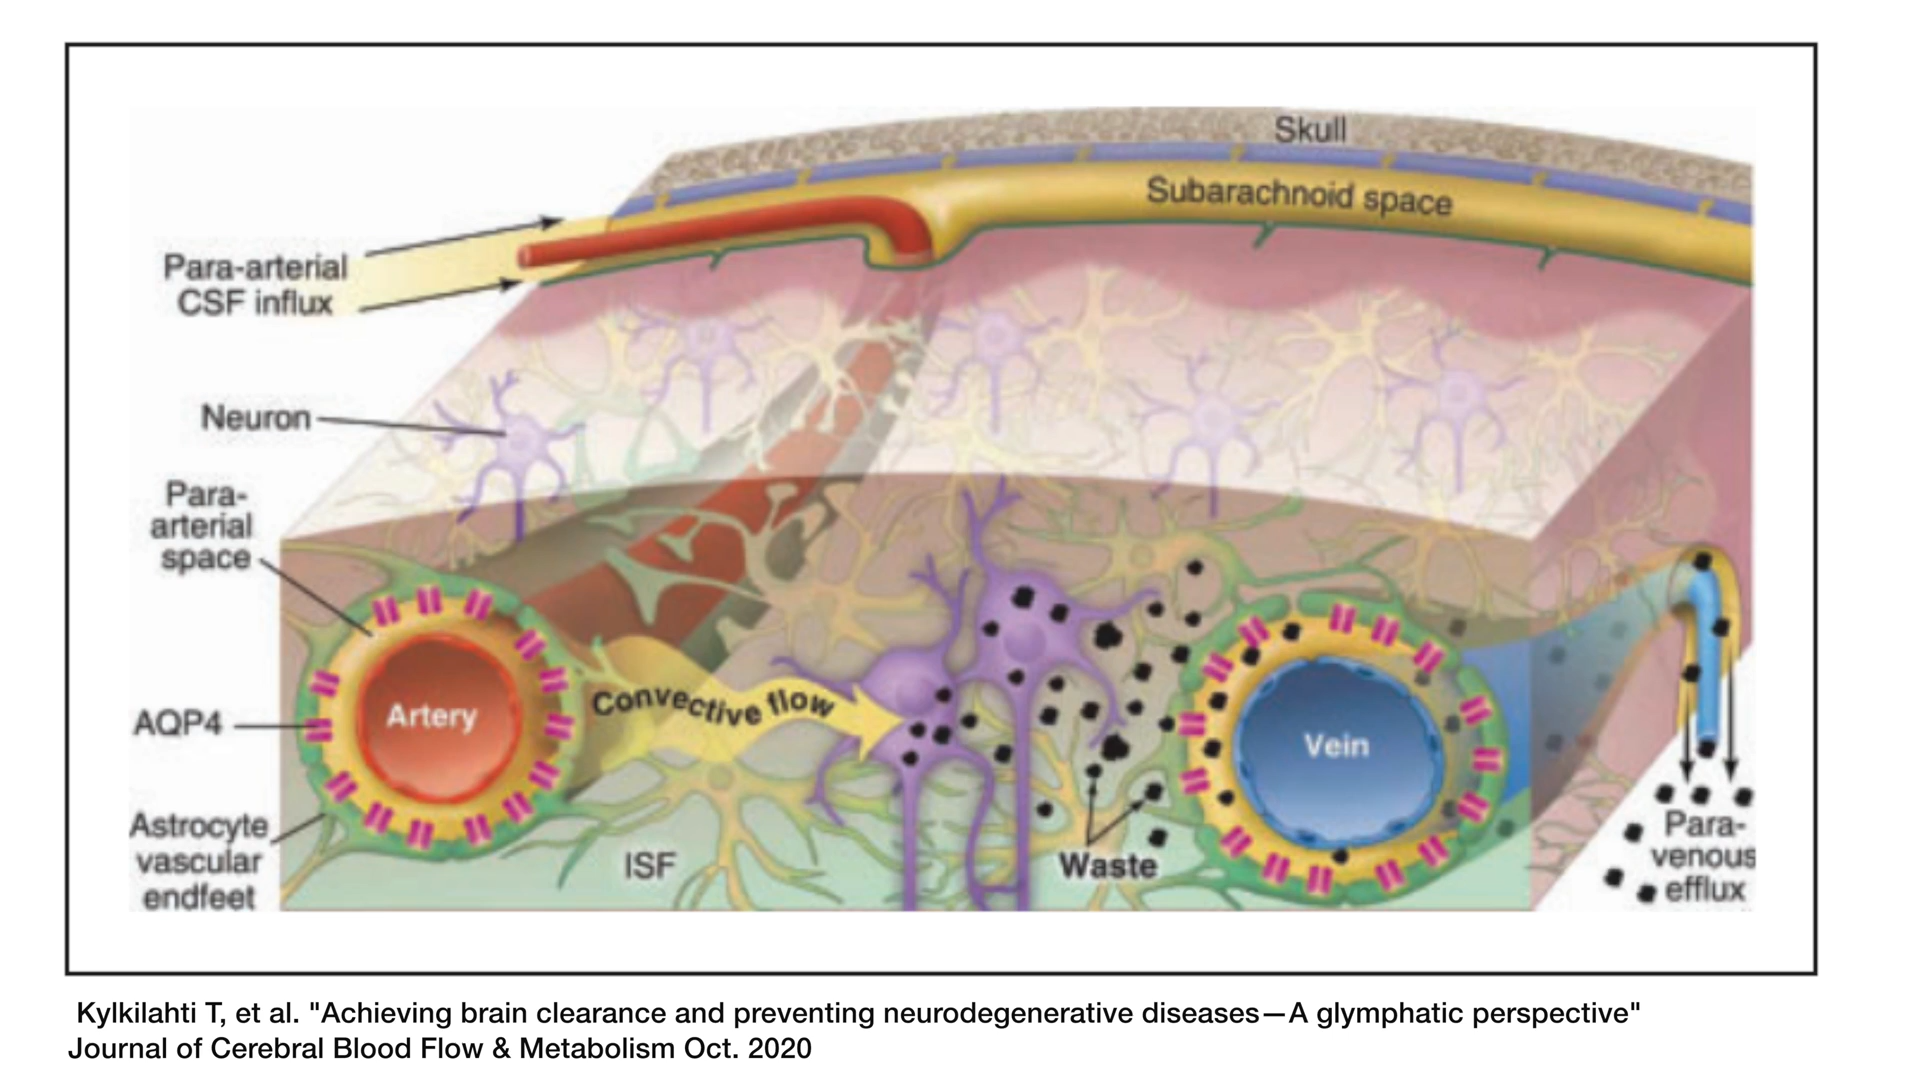 Skull
Subarachnoid space
Para-arterial
CSF influx
Neuron
Para-
arterial
space
Artery
Convective flow
Vein
AQP4
Astrocyte
vascular
endfeet
ISF
Waste
Para-
venous
efflux
Kylkilahti T, et al. "Achieving brain clearance and preventing neurodegenerative diseases—A glymphatic perspective"
Journal of Cerebral Blood Flow & Metabolism Oct. 2020